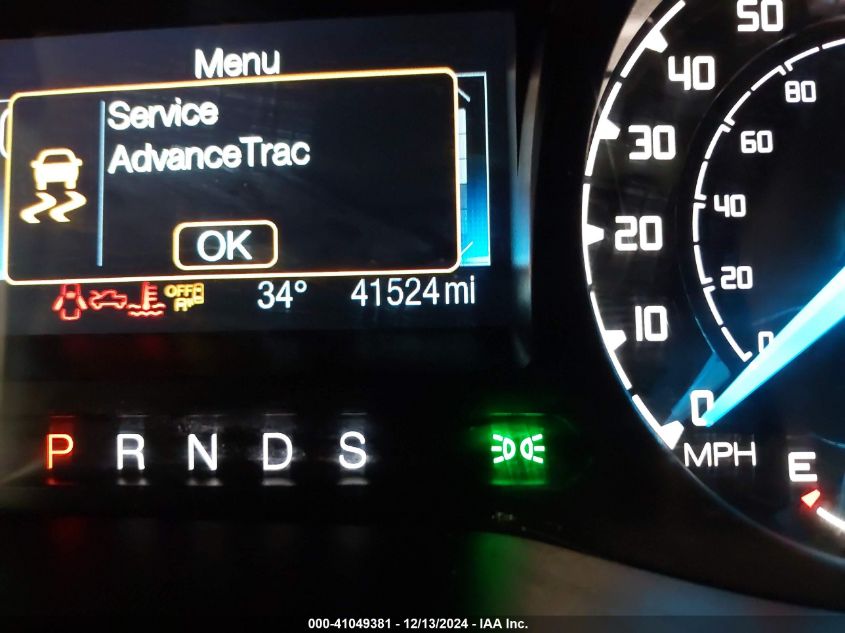 Menu
Service
AdvanceTrac
OK
OFF
34° 41524 mi
P R N D S
50
40
30
20
10
0
MPH
80
60
40
20
0
E
000-41049381 - 12/13/2024 - IAA Inc.